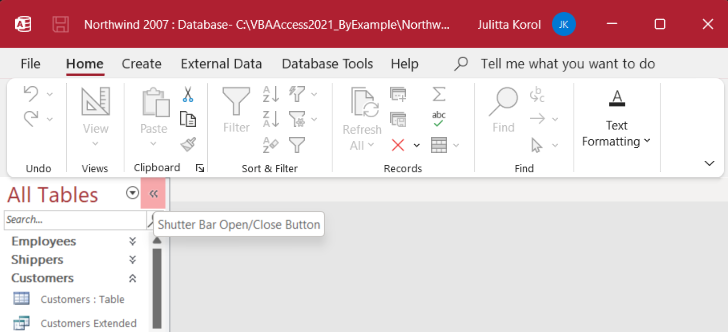 Northwind 2007 : Database- C:\VBAAccess2021_ByExample\Northw... Julitta Korol JK
File Home Create External Data Database Tools Help Tell me what you want to do
View
Paste
Filter
Refresh All
abc
Find
Text Formatting
Undo Views Clipboard Sort & Filter Records Find
All Tables
Search...
Shutter Bar Open/Close Button
Employees
Shippers
Customers
Customers : Table
Customers Extended